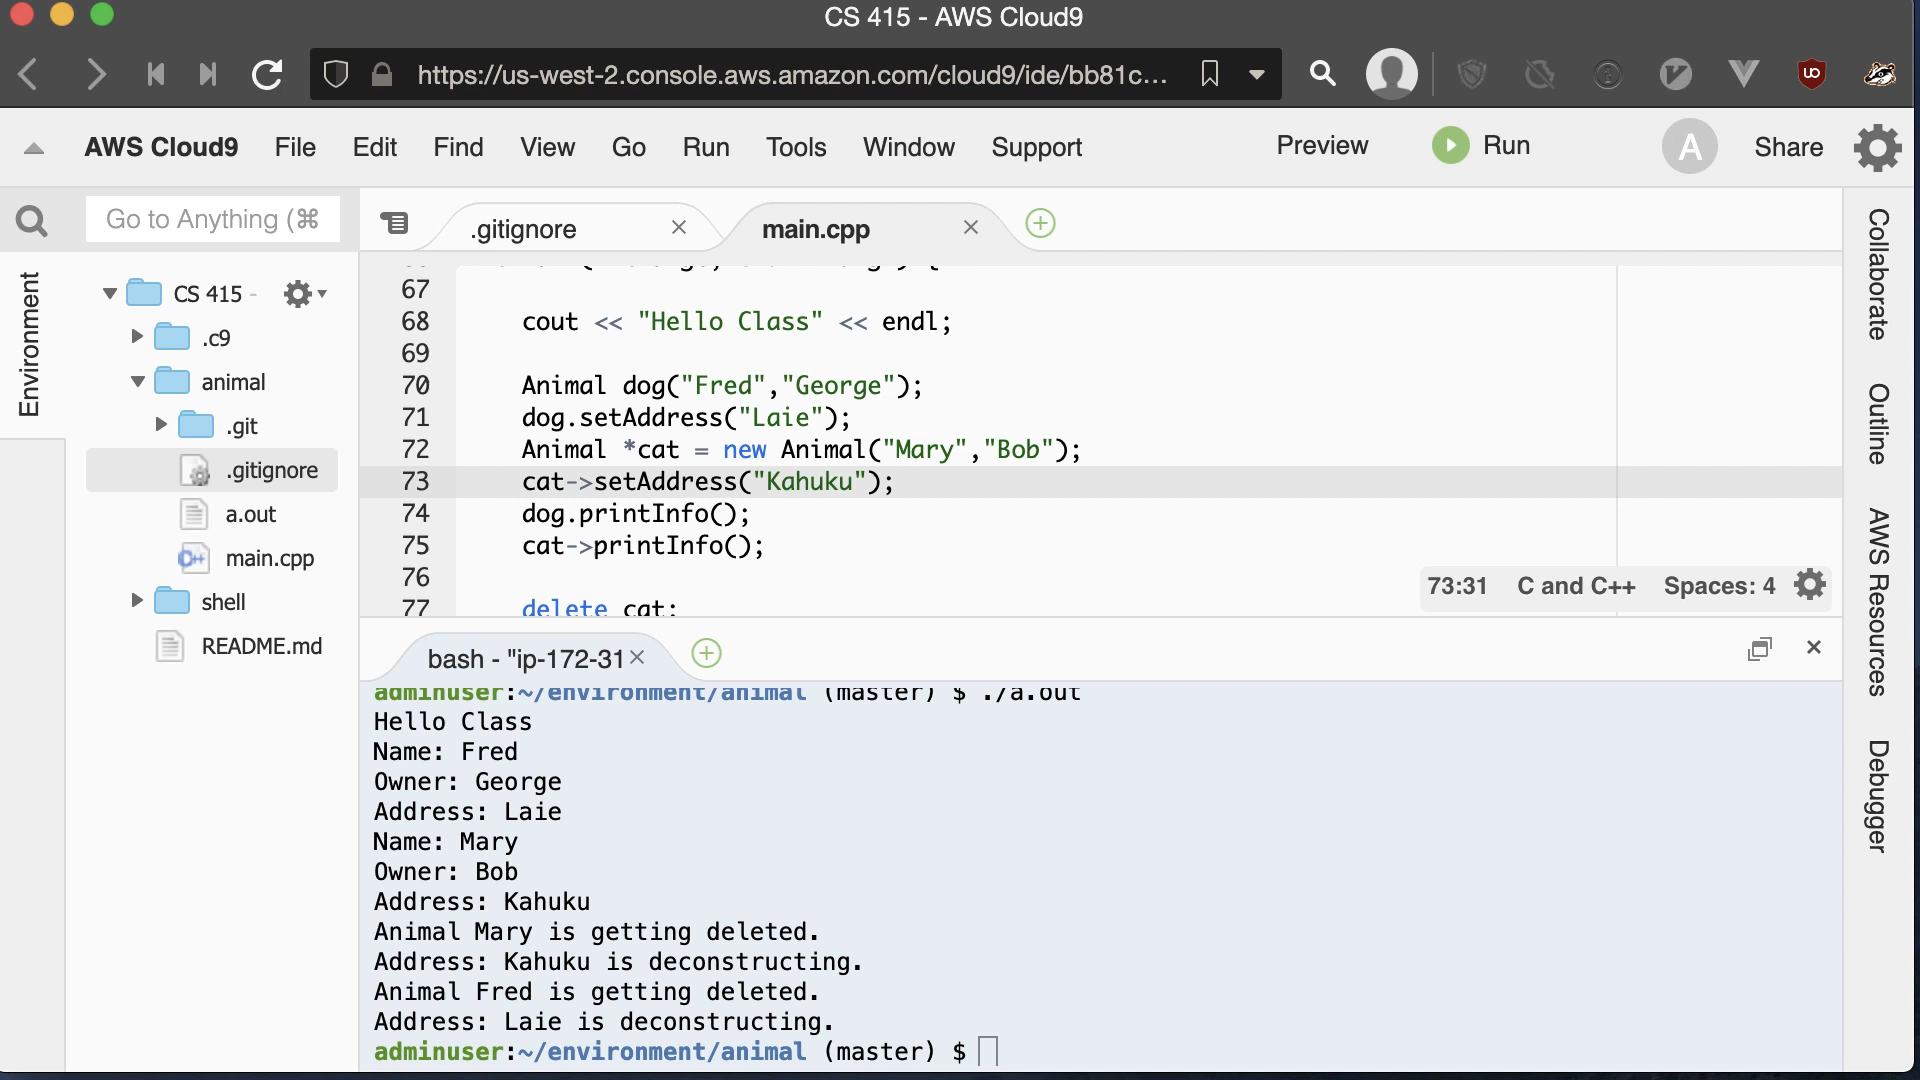 CS 415 - AWS Cloud9
https://us-west-2.console.aws.amazon.com/cloud9/ide/bb81c...
AWS Cloud9 File Edit Find View Go Run Tools Window Support Preview Run A Share
Go to Anything (⌘
.gitignore
main.cpp
Environment
CS 415 -
.c9
animal
.git
.gitignore
a.out
main.cpp
shell
README.md
67
68 cout << "Hello Class" << endl;
69
70 Animal dog("Fred","George");
71 dog.setAddress("Laie");
72 Animal *cat = new Animal("Mary","Bob");
73 cat->setAddress("Kahuku");
74 dog.printInfo();
75 cat->printInfo();
76
77 delete cat;
73:31 C and C++ Spaces: 4
bash - "ip-172-31
adminuser:~/environment/animal (master) $ ./a.out
Hello Class
Name: Fred
Owner: George
Address: Laie
Name: Mary
Owner: Bob
Address: Kahuku
Animal Mary is getting deleted.
Address: Kahuku is deconstructing.
Animal Fred is getting deleted.
Address: Laie is deconstructing.
adminuser:~/environment/animal (master) $
Collaborate
Outline
AWS Resources
Debugger